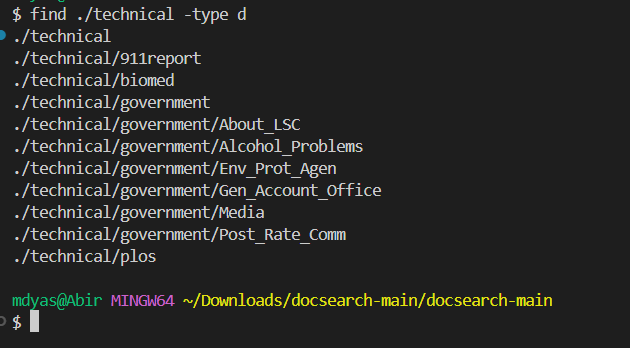 $ find ./technical -type d
./technical
./technical/911report
./technical/biomed
./technical/government
./technical/government/About_LSC
./technical/government/Alcohol_Problems
./technical/government/Env_Prot_Agen
./technical/government/Gen_Account_Office
./technical/government/Media
./technical/government/Post_Rate_Comm
./technical/plos
mdyas@Abir MINGW64 ~/Downloads/docsearch-main/docsearch-main
$